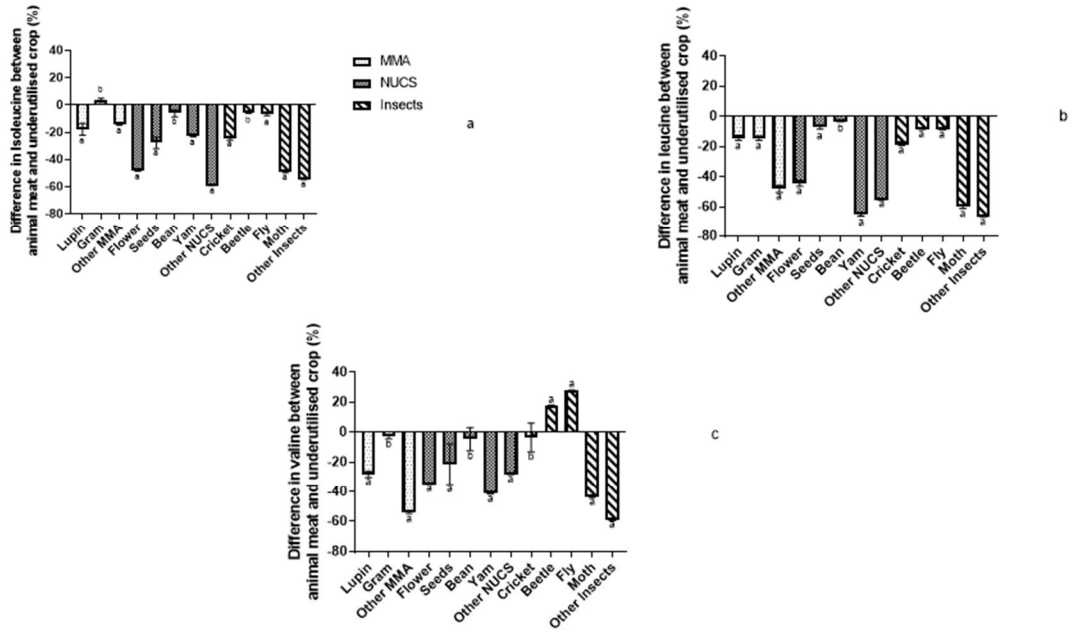 Difference in Isoleucine between
animal meat and underutilised crop (%)
40
20
0
-20
-40
-60
-80
b
a
a
a
a
b
a
a
a
b
a
a
a
Lupin
Gram
Other MMA
Flower
Seeds
Bean
Yam
Other NUCS
Cricket
Beetle
Fly
Moth
Other Insects
MMA
NUCS
Insects
a
Difference in leucine between
animal meat and underutilised crop (%)
40
20
0
-20
-40
-60
-80
a
a
a
a
a
b
a
a
a
a
a
a
a
Lupin
Gram
Other MMA
Flower
Seeds
Bean
Yam
Other NUCS
Cricket
Beetle
Fly
Moth
Other Insects
b
Difference in valine between
animal meat and underutilised crop (%)
40
20
0
-20
-40
-60
-80
a
b
a
a
a
b
a
a
b
a
a
a
a
Lupin
Gram
Other MMA
Flower
Seeds
Bean
Yam
Other NUCS
Cricket
Beetle
Fly
Moth
Other Insects
c